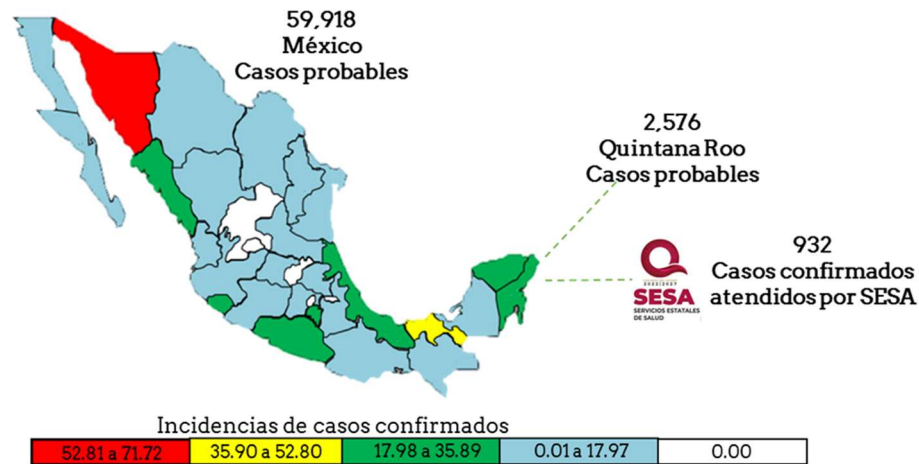 59,918
México
Casos probables
2,576
Quintana Roo
Casos probables
932
Casos confirmados
atendidos por SESA
2022|2027
SESA
SERVICIOS ESTATALES
DE SALUD
Incidencias de casos confirmados
52.81 a 71.72
35.90 a 52.80
17.98 a 35.89
0.01 a 17.97
0.00